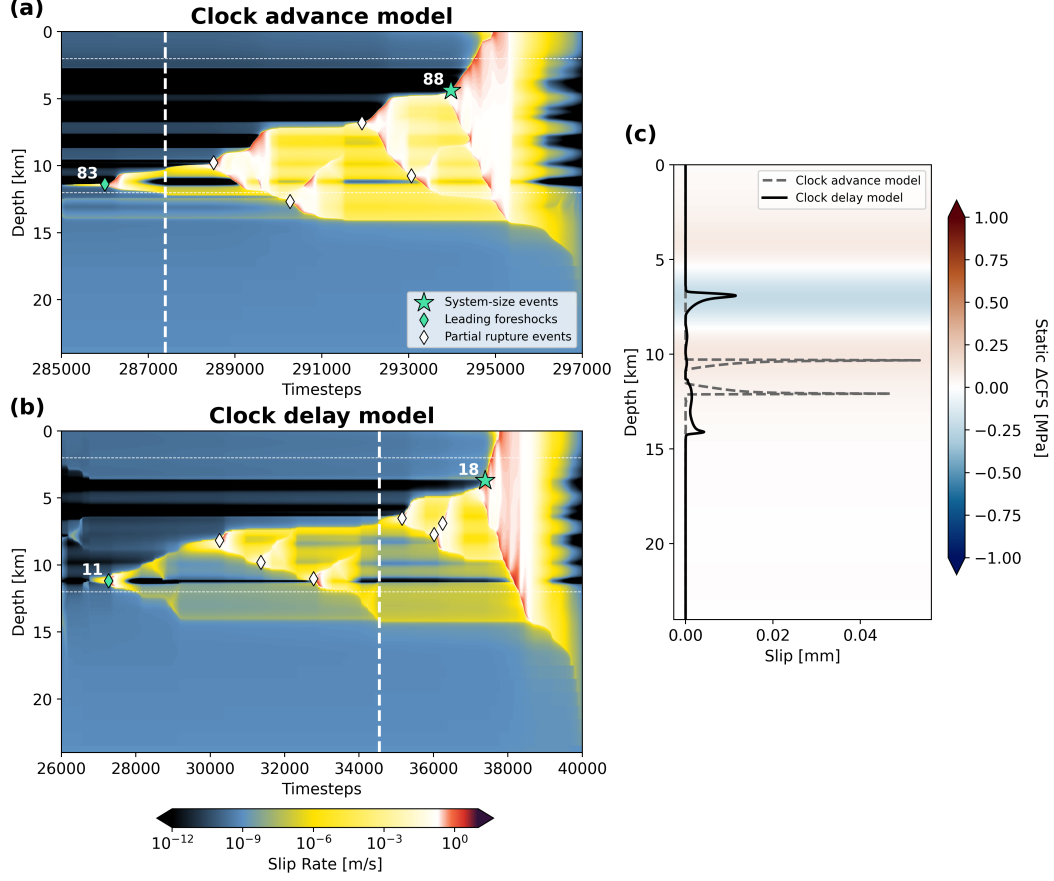 (a)
Clock advance model
0
5
10
15
20
Depth [km]
88
83
System-size events
Leading foreshocks
Partial rupture events
285000 287000 289000 291000 293000 295000 297000
Timesteps
(b)
Clock delay model
0
5
10
15
20
Depth [km]
18
11
26000 28000 30000 32000 34000 36000 38000 40000
Timesteps
10−12 10−9 10−6 10−3 100
Slip Rate [m/s]
(c)
Clock advance model
Clock delay model
0
5
10
15
20
Depth [km]
0.00 0.02 0.04
Slip [mm]
1.00
0.75
0.50
0.25
0.00
−0.25
−0.50
−0.75
−1.00
Static ΔCFS [MPa]